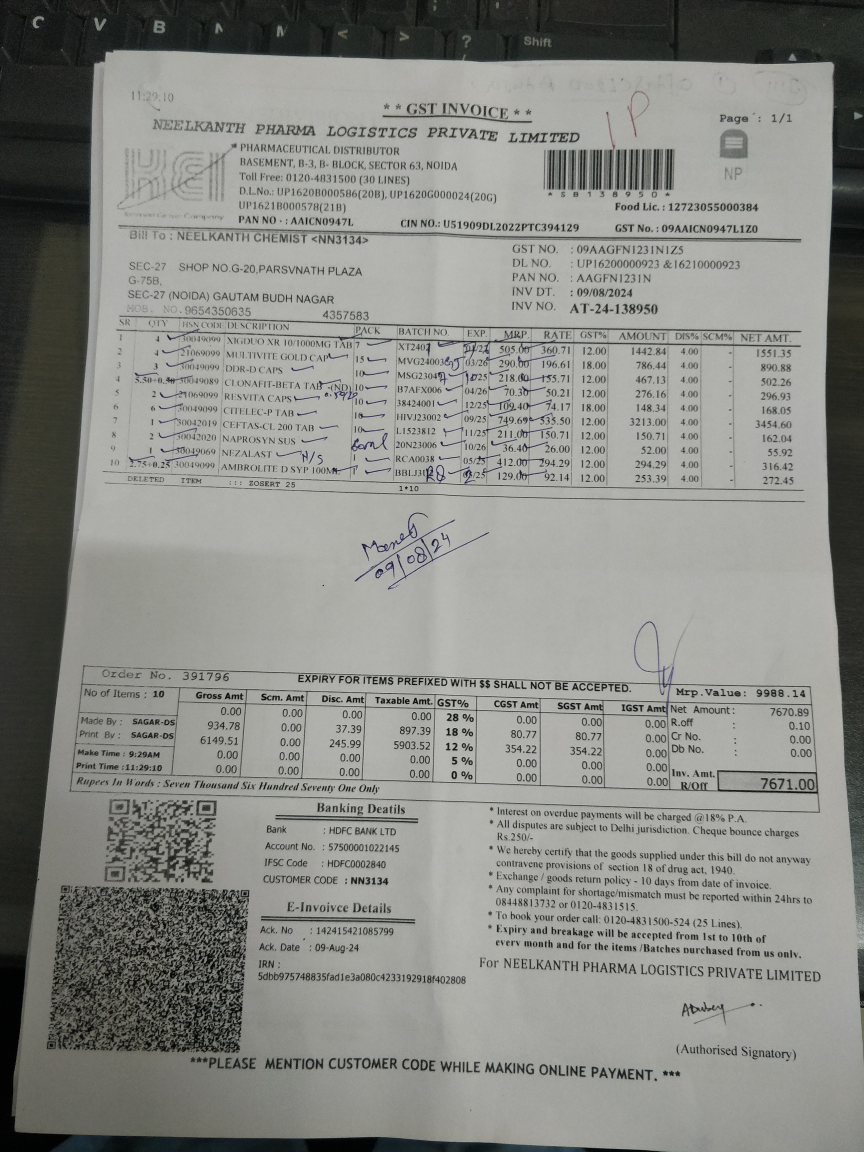 C V B N M < > ? Shift
11:29:10
* * GST INVOICE * *
1P
Page : 1/1
NEELKANTH PHARMA LOGISTICS PRIVATE LIMITED
PHARMACEUTICAL DISTRIBUTOR
BASEMENT, B-3, B- BLOCK, SECTOR 63, NOIDA
Toll Free: 0120-4831500 (30 LINES)
D.L.No.: UP1620B000586(20B), UP1620G000024(20G)
UP1621B000578(21B)
PAN NO - : AAICN0947L
CIN NO.: U51909DL2022PTC394129
*SB138950*
NP
Food Lic. : 12723055000384
GST No. : 09AAICN0947L1Z0
Bill To : NEELKANTH CHEMIST <NN3134>
SEC-27 SHOP NO.G-20,PARSVNATH PLAZA
G-75B,
SEC-27 (NOIDA) GAUTAM BUDH NAGAR
MOB. NO.9654350635 4357583
GST NO. : 09AAGFN1231N1Z5
DL NO. : UP16200000923 &16210000923
PAN NO. : AAGFN1231N
INV DT. : 09/08/2024
INV NO. AT-24-138950
SR QTY HSN CODE DESCRIPTION PACK BATCH NO. EXP. MRP. RATE GST% AMOUNT DIS% SCM% NET AMT.
1 4 30049099 XIGDUO XR 10/1000MG TAB 7 505.00 360.71 12.00 1442.84 4.00 - 1551.35
2 4 21069099 MULTIVITE GOLD CAP 15 03/26 290.00 196.61 18.00 786.44 4.00 - 890.88
3 3 30049099 DDR-D CAPS 10 218.00 155.71 12.00 467.13 4.00 - 502.26
4 5.50+0.50 30049089 CLONAFIT-BETA TAB (ND) 10 B7AFX006 04/26 70.30 50.21 12.00 276.16 4.00 - 296.93
5 2 21069099 RESVITA CAPS 10 38424001 12/25 109.40 74.17 18.00 148.34 4.00 - 168.05
6 6 30049099 CITELEC-P TAB 10 HIVJ23002 09/25 749.69 535.50 12.00 3213.00 4.00 - 3454.60
7 1 30042019 CEFTAS-CL 200 TAB 10 L1523812 11/25 211.00 150.71 12.00 150.71 4.00 - 162.04
8 2 30042020 NAPROSYN SUS 20N23006 10/26 36.40 26.00 12.00 52.00 4.00 - 55.92
9 1 30049069 NEZALAST N/S 1 RCA0038 05/25 412.00 294.29 12.00 294.29 4.00 - 316.42
10 2.75+0.25 30049099 AMBROLITE D SYP 100ML 1 129.00 92.14 12.00 253.39 4.00 - 272.45
DELETED ITEM ::: ZOSERT 25 1*10
09/08/24
Order No. 391796 EXPIRY FOR ITEMS PREFIXED WITH $$ SHALL NOT BE ACCEPTED. Mrp.Value: 9988.14
No of Items : 10
Made By : SAGAR-DS
Print By : SAGAR-DS
Make Time : 9:29AM
Print Time :11:29:10
Gross Amt Scm. Amt Disc. Amt Taxable Amt. GST% CGST Amt SGST Amt IGST Amt
0.00 0.00 0.00 0.00 28 % 0.00 0.00 0.00
934.78 0.00 37.39 897.39 18 % 80.77 80.77 0.00
6149.51 0.00 245.99 5903.52 12 % 354.22 354.22 0.00
0.00 0.00 0.00 0.00 5 % 0.00 0.00 0.00
0.00 0.00 0.00 0.00 0 % 0.00 0.00 0.00
Net Amount : 7670.89
R.off : 0.10
Cr No. : 0.00
Db No. : 0.00
Inv. Amt. R/Off 7671.00
Rupees In Words : Seven Thousand Six Hundred Seventy One Only
Banking Deatils
Bank : HDFC BANK LTD
Account No. : 57500001022145
IFSC Code : HDFC0002840
CUSTOMER CODE : NN3134
E-Invoivce Details
Ack. No : 142415421085799
Ack. Date : 09-Aug-24
IRN :
5dbb975748835fad1e3a080c4233192918f402808
* Interest on overdue payments will be charged @18% P.A.
* All disputes are subject to Delhi jurisdiction. Cheque bounce charges
Rs.250/-
* We hereby certify that the goods supplied under this bill do not anyway
contravene provisions of section 18 of drug act, 1940.
* Exchange / goods return policy - 10 days from date of invoice.
* Any complaint for shortage/mismatch must be reported within 24hrs to
08448813732 or 0120-4831515.
* To book your order call: 0120-4831500-524 (25 Lines).
* Expiry and breakage will be accepted from 1st to 10th of
every month and for the items /Batches purchased from us only.
For NEELKANTH PHARMA LOGISTICS PRIVATE LIMITED
(Authorised Signatory)
***PLEASE MENTION CUSTOMER CODE WHILE MAKING ONLINE PAYMENT. ***